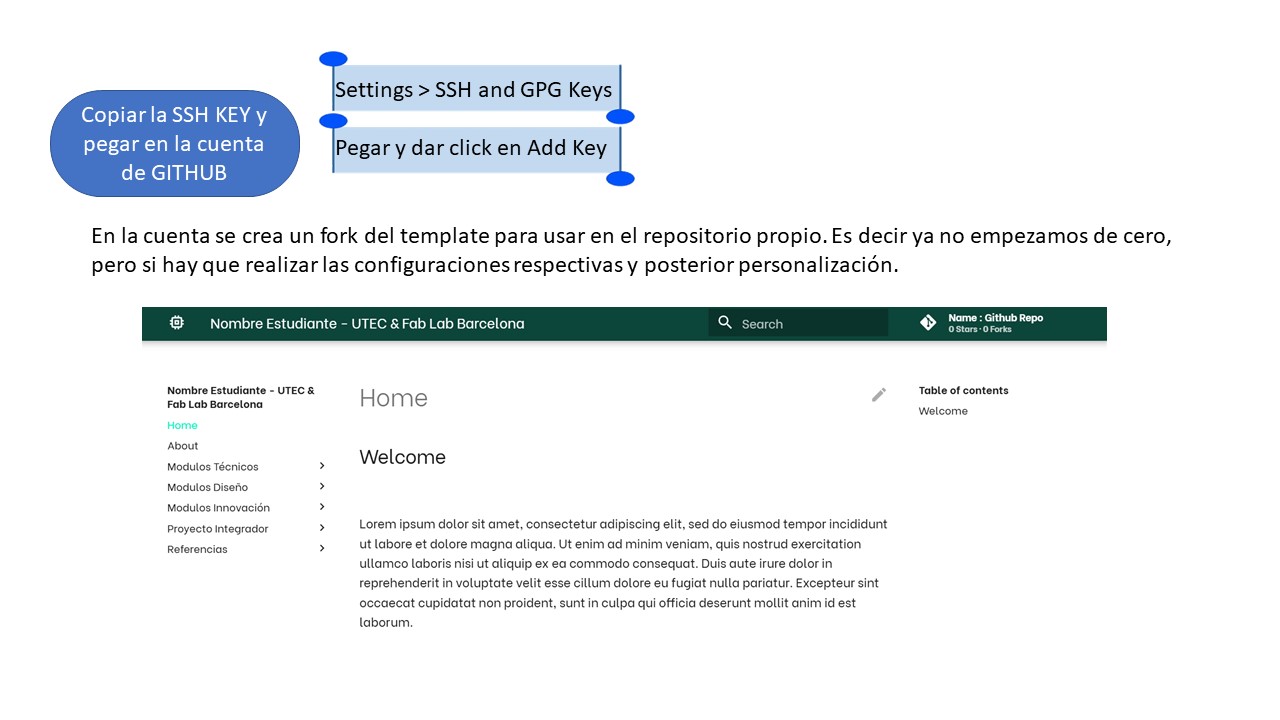 Copiar la SSH KEY y
pegar en la cuenta
de GITHUB
Settings > SSH and GPG Keys
Pegar y dar click en Add Key
En la cuenta se crea un fork del template para usar en el repositorio propio. Es decir ya no empezamos de cero,
pero si hay que realizar las configuraciones respectivas y posterior personalización.
Nombre Estudiante - UTEC & Fab Lab Barcelona
Search
Name : Github Repo
0 Stars · 0 Forks
Nombre Estudiante - UTEC &
Fab Lab Barcelona
Home
About
Modulos Técnicos
Modulos Diseño
Modulos Innovación
Proyecto Integrador
Referencias
Home
Welcome
Lorem ipsum dolor sit amet, consectetur adipiscing elit, sed do eiusmod tempor incididunt
ut labore et dolore magna aliqua. Ut enim ad minim veniam, quis nostrud exercitation
ullamco laboris nisi ut aliquip ex ea commodo consequat. Duis aute irure dolor in
reprehenderit in voluptate velit esse cillum dolore eu fugiat nulla pariatur. Excepteur sint
occaecat cupidatat non proident, sunt in culpa qui officia deserunt mollit anim id est
laborum.
Table of contents
Welcome